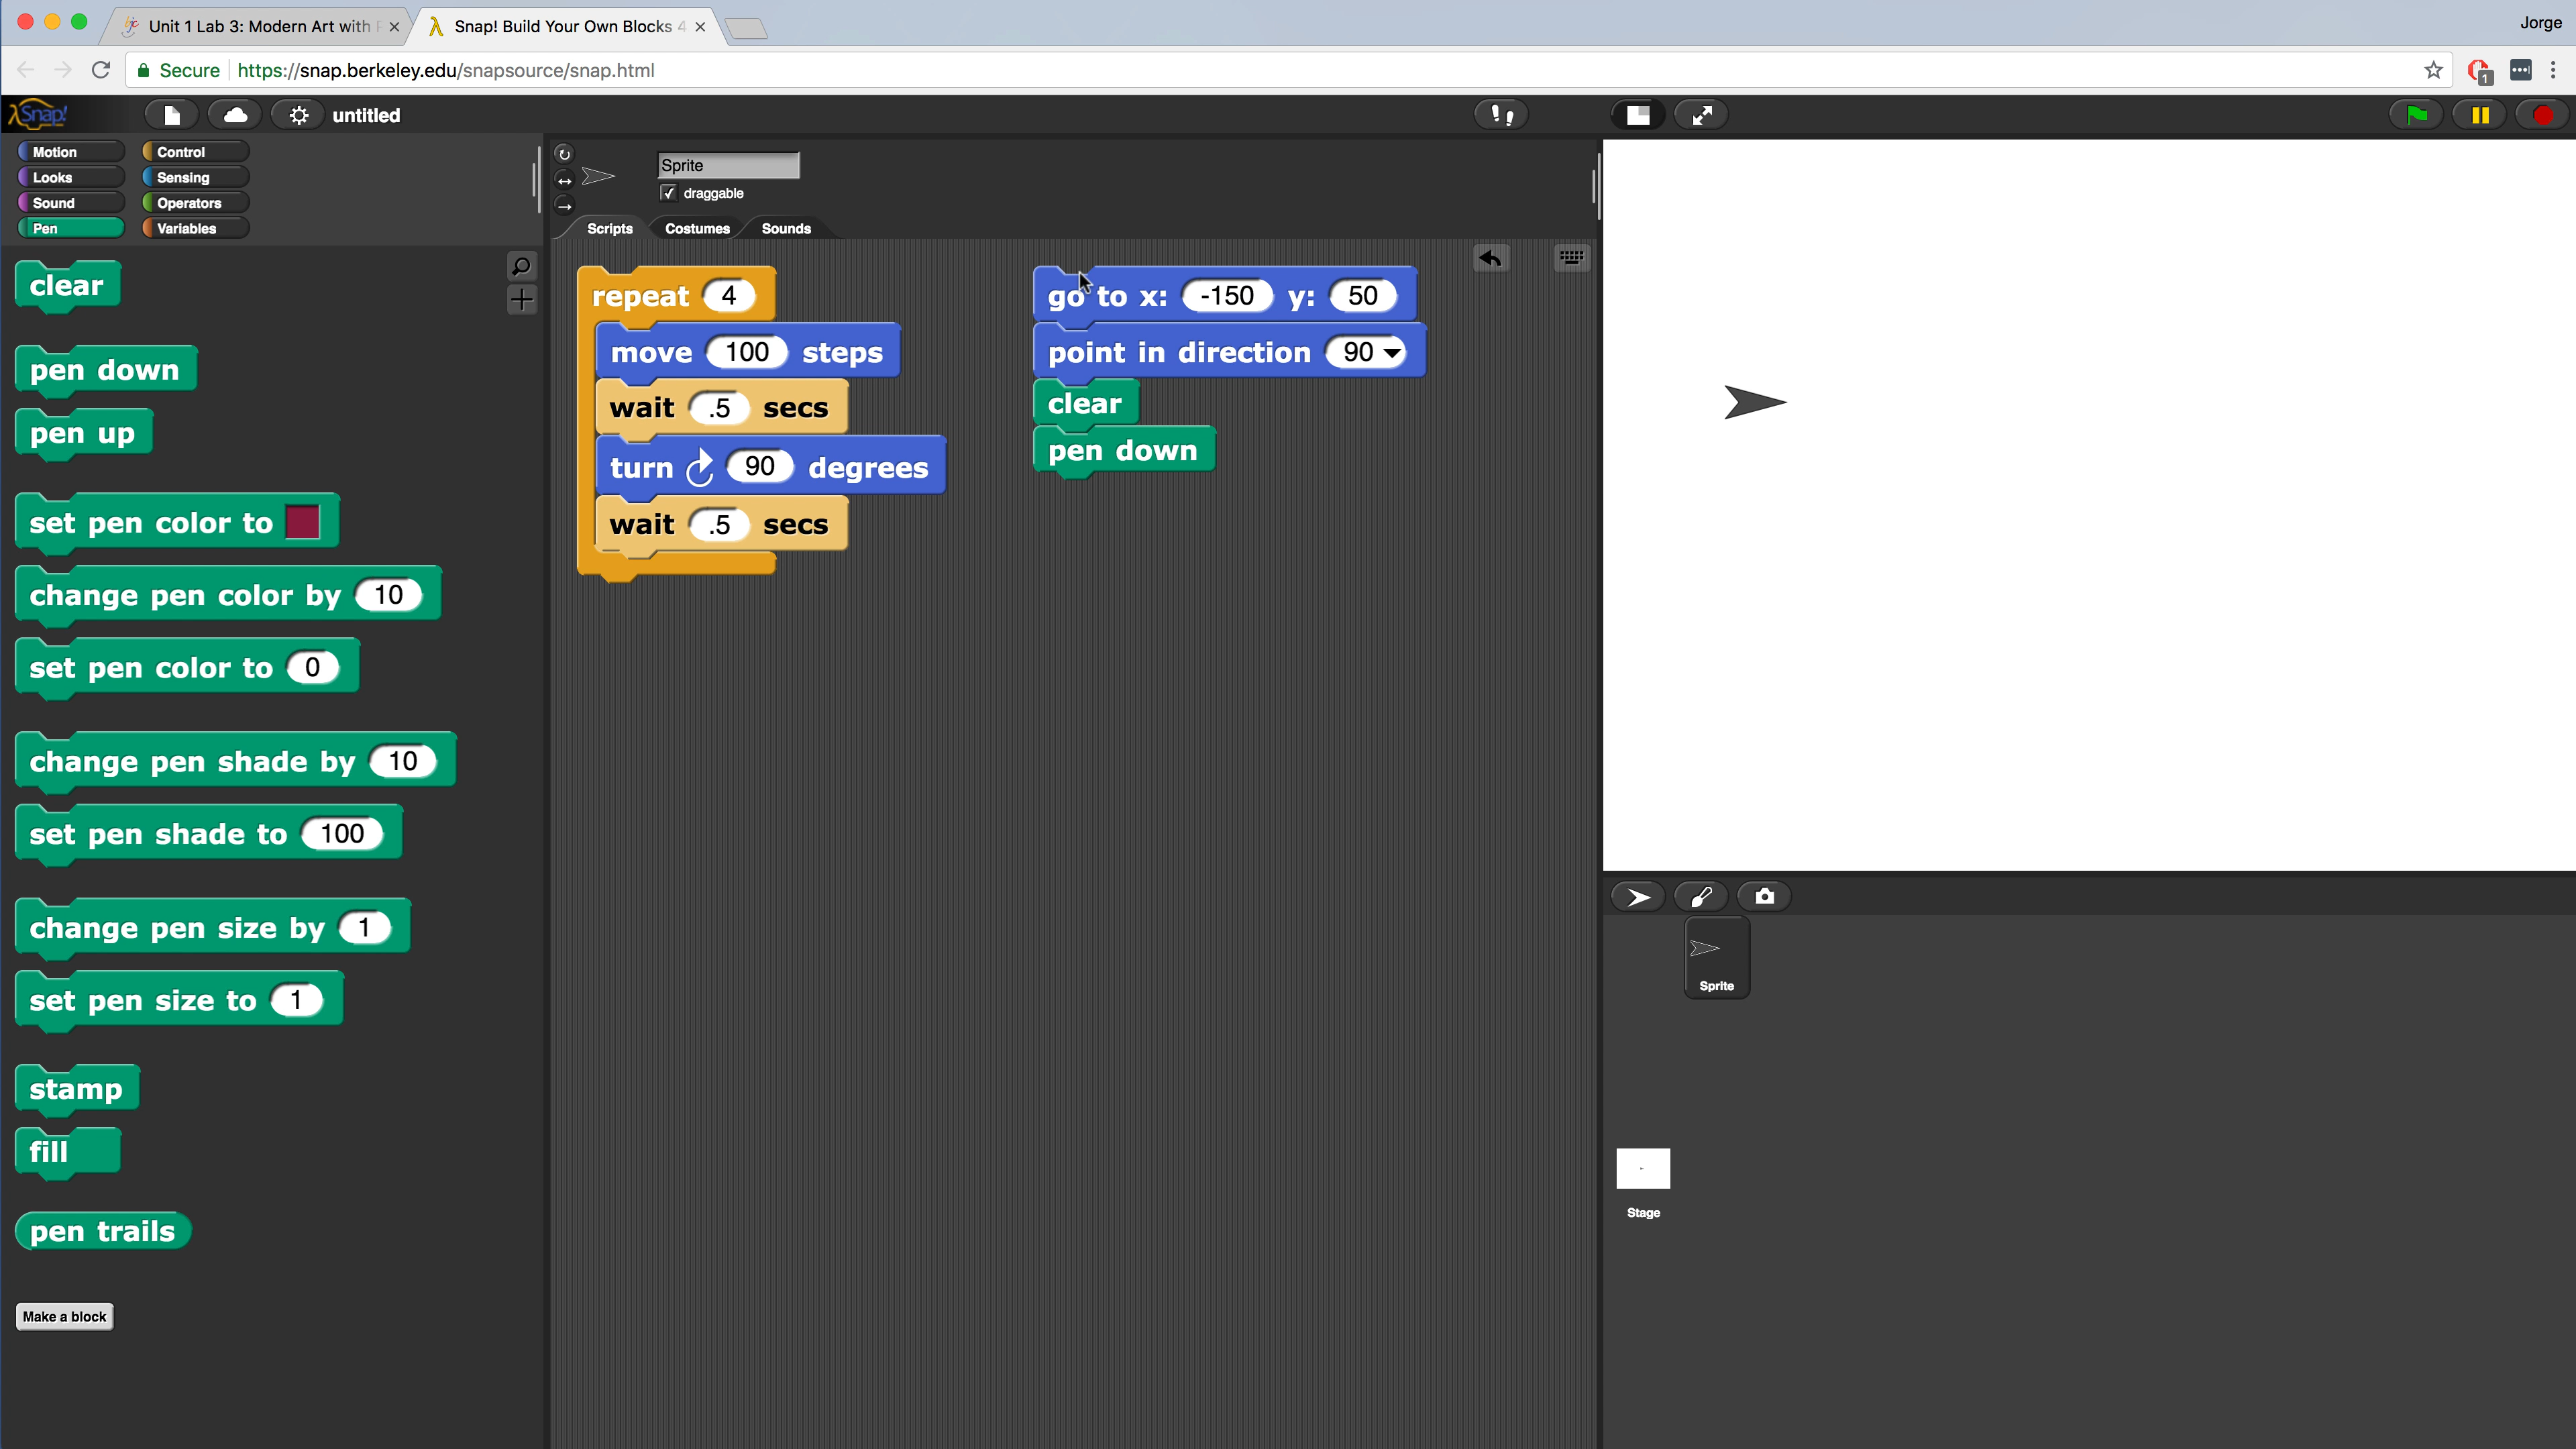 Unit 1 Lab 3: Modern Art with
Snap! Build Your Own Blocks 4
Jorge
Secure https://snap.berkeley.edu/snapsource/snap.html
1
Snap!
untitled
Motion Control
Looks Sensing
Sound Operators
Pen Variables
Sprite
draggable
Scripts Costumes Sounds
clear
pen down
pen up
set pen color to
change pen color by 10
set pen color to 0
change pen shade by 10
set pen shade to 100
change pen size by 1
set pen size to 1
stamp
fill
pen trails
Make a block
repeat 4
move 100 steps
wait .5 secs
turn 90 degrees
wait .5 secs
go to x: -150 y: 50
point in direction 90
clear
pen down
Sprite
Stage